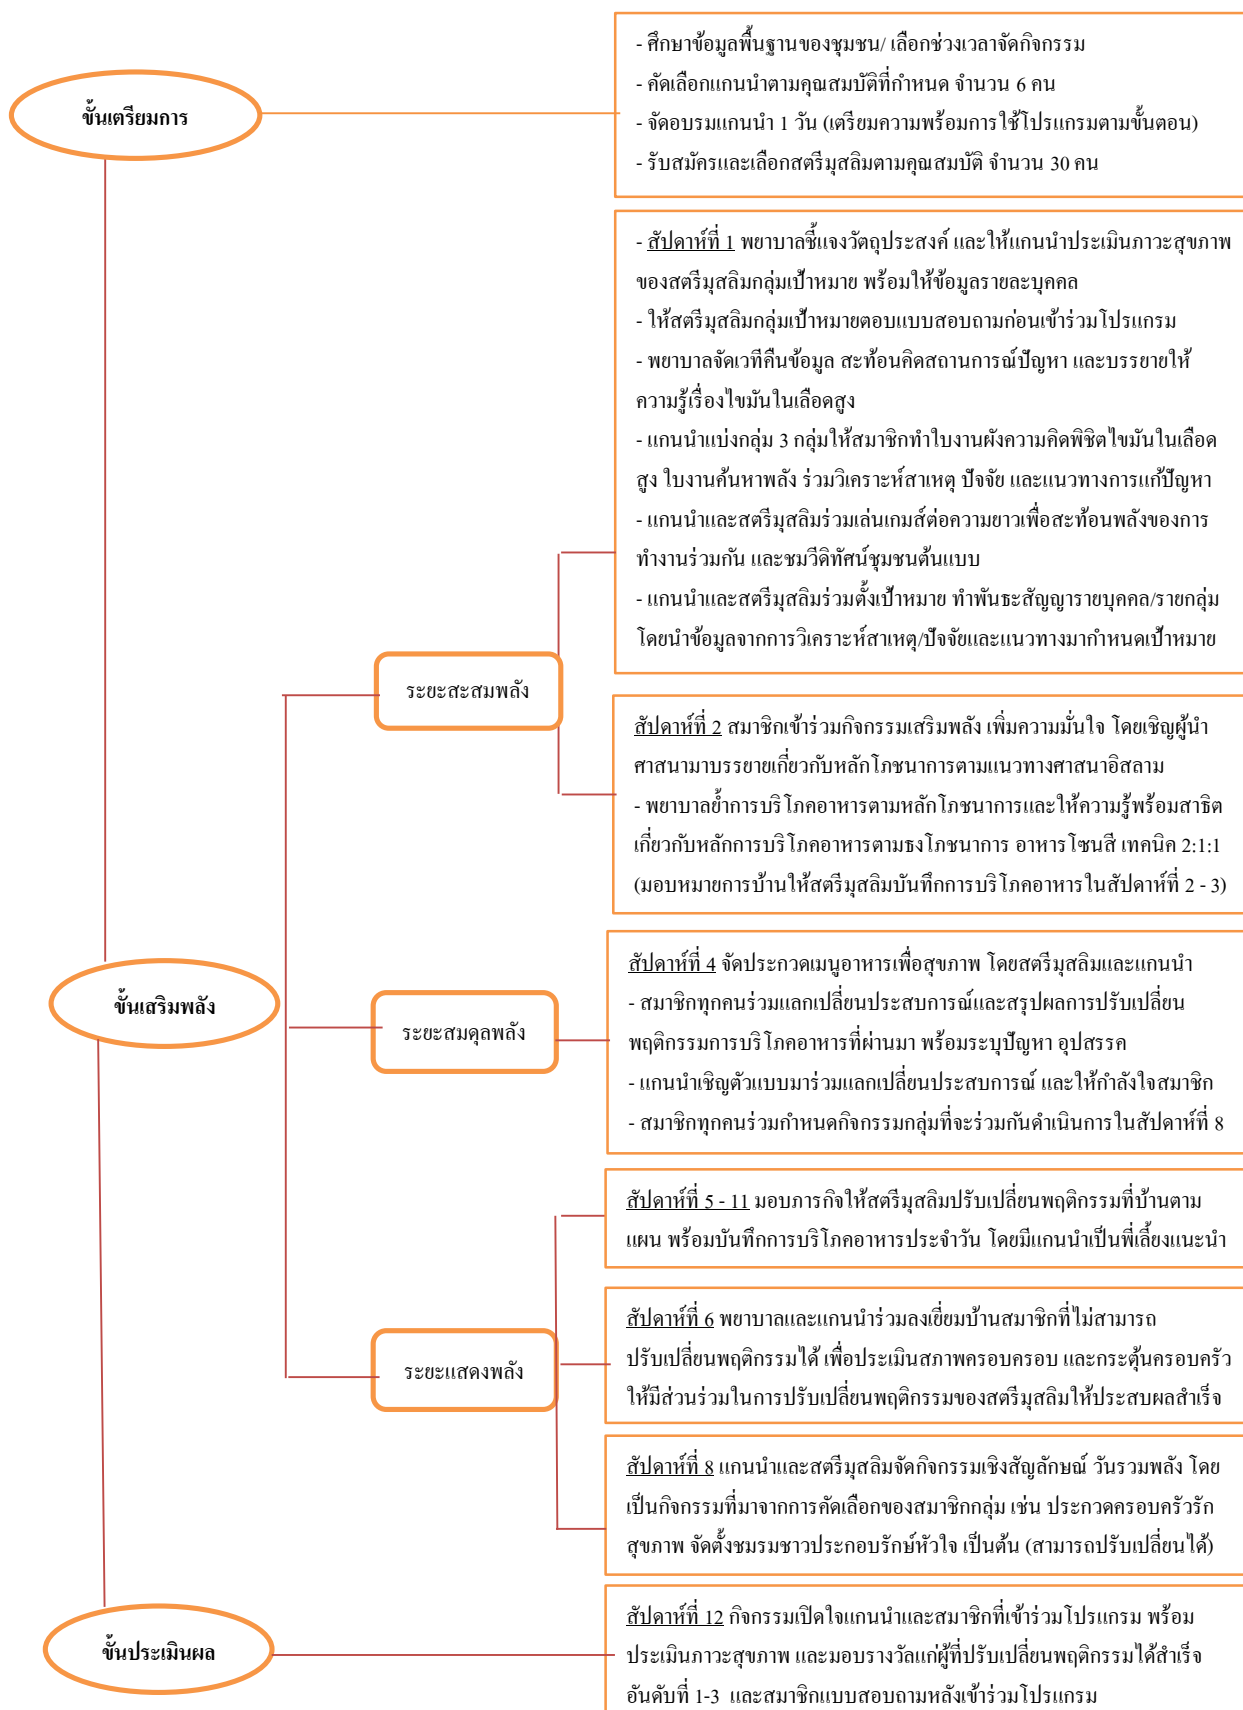 - ศึกษาข้อมูลพื้นฐานของชุมชน/ เลือกช่วงเวลาจัดกิจกรรม
- คัดเลือกแกนนำตามคุณสมบัติที่กำหนด จำนวน 6 คน
ขั้นเตรียมการ
- จัดอบรมแกนนำ 1 วัน (เตรียมความพร้อมการใช้โปรแกรมตามขั้นตอน)
- รับสมัครและเลือกสตรีมุสลิมตามคุณสมบัติ จำนวน 30 คน
- สัปดาห์ที่ 1 พยาบาลชี้แจงวัตถุประสงค์ และให้แกนนำประเมินภาวะสุขภาพ
ของสตรีมุสลิมกลุ่มเป้าหมาย พร้อมให้ข้อมูลรายละบุคคล
- ให้สตรีมุสลิมกลุ่มเป้าหมายตอบแบบสอบถามก่อนเข้าร่วมโปรแกรม
- พยาบาลจัดเวทีคืนข้อมูล สะท้อนคิดสถานการณ์ปัญหา และบรรยายให้
ความรู้เรื่องไขมันในเลือดสูง
- แกนนำแบ่งกลุ่ม 3 กลุ่มให้สมาชิกทำใบงานผังความคิดพิชิตไขมันในเลือด
สูง ใบงานค้นหาพลัง ร่วมวิเคราะห์สาเหตุ ปัจจัย และแนวทางการแก้ปัญหา
- แกนนำและสตรีมุสลิมร่วมเล่นเกมส์ต่อความยาวเพื่อสะท้อนพลังของการ
ทำงานร่วมกัน และชมวีดิทัศน์ชุมชนต้นแบบ
- แกนนำและสตรีมุสลิมร่วมตั้งเป้าหมาย ทำพันธะสัญญารายบุคคล/รายกลุ่ม
โดยนำข้อมูลจากการวิเคราะห์สาเหตุ/ปัจจัยและแนวทางมากำหนดเป้าหมาย
ระยะสะสมพลัง
สัปดาห์ที่ 2 สมาชิกเข้าร่วมกิจกรรมเสริมพลัง เพิ่มความมั่นใจ โดยเชิญผู้นำ
ศาสนามาบรรยายเกี่ยวกับหลักโภชนาการตามแนวทางศาสนาอิสลาม
- พยาบาลย้ำการบริโภคอาหารตามหลักโภชนาการและให้ความรู้พร้อมสาธิต
เกี่ยวกับหลักการบริโภคอาหารตามธงโภชนาการ อาหารโซนสี เทคนิค 2:1:1
(มอบหมายการบ้านให้สตรีมุสลิมบันทึกการบริโภคอาหารในสัปดาห์ที่ 2 - 3)
สัปดาห์ที่ 4 จัดประกวดเมนูอาหารเพื่อสุขภาพ โดยสตรีมุสลิมและแกนนำ
- สมาชิกทุกคนร่วมแลกเปลี่ยนประสบการณ์และสรุปผลการปรับเปลี่ยน
ขั้นเสริมพลัง
ระยะสมดุลพลัง
พฤติกรรมการบริโภคอาหารที่ผ่านมา พร้อมระบุปัญหา อุปสรรค
- แกนนำเชิญตัวแบบมาร่วมแลกเปลี่ยนประสบการณ์ และให้กำลังใจสมาชิก
- สมาชิกทุกคนร่วมกำหนดกิจกรรมกลุ่มที่จะร่วมกันดำเนินการในสัปดาห์ที่ 8
สัปดาห์ที่ 5 - 11 มอบภารกิจให้สตรีมุสลิมปรับเปลี่ยนพฤติกรรมที่บ้านตาม
แผน พร้อมบันทึกการบริโภคอาหารประจำวัน โดยมีแกนนำเป็นพี่เลี้ยงแนะนำ
สัปดาห์ที่ 6 พยาบาลและแกนนำร่วมลงเยี่ยมบ้านสมาชิกที่ไม่สามารถ
ปรับเปลี่ยนพฤติกรรมได้ เพื่อประเมินสภาพครอบครอบ และกระตุ้นครอบครัว
ระยะแสดงพลัง
ให้มีส่วนร่วมในการปรับเปลี่ยนพฤติกรรมของสตรีมุสลิมให้ประสบผลสำเร็จ
สัปดาห์ที่ 8 แกนนำและสตรีมุสลิมจัดกิจกรรมเชิงสัญลักษณ์ วันรวมพลัง โดย
เป็นกิจกรรมที่มาจากการคัดเลือกของสมาชิกกลุ่ม เช่น ประกวดครอบครัวรัก
สุขภาพ จัดตั้งชมรมชาวประกอบรักษ์หัวใจ เป็นต้น (สามารถปรับเปลี่ยนได้)
สัปดาห์ที่ 12 กิจกรรมเปิดใจแกนนำและสมาชิกที่เข้าร่วมโปรแกรม พร้อม
ขั้นประเมินผล
ประเมินภาวะสุขภาพ และมอบรางวัลแก่ผู้ที่ปรับเปลี่ยนพฤติกรรมได้สำเร็จ
อันดับที่ 1-3 และสมาชิกแบบสอบถามหลังเข้าร่วมโปรแกรม